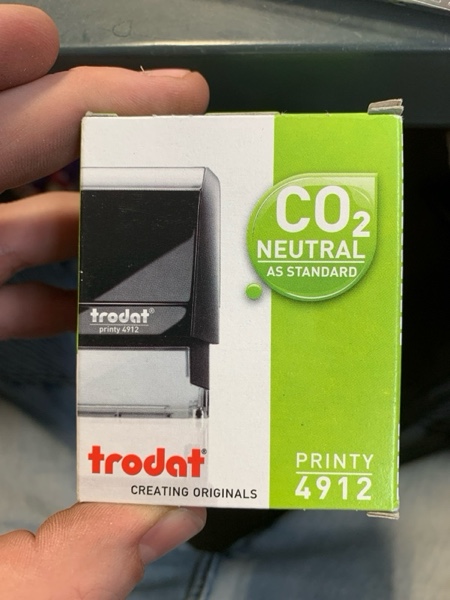 CO2
NEUTRAL
AS STANDARD
trodat®
printy 4912
trodat®
CREATING ORIGINALS
PRINTY
4912